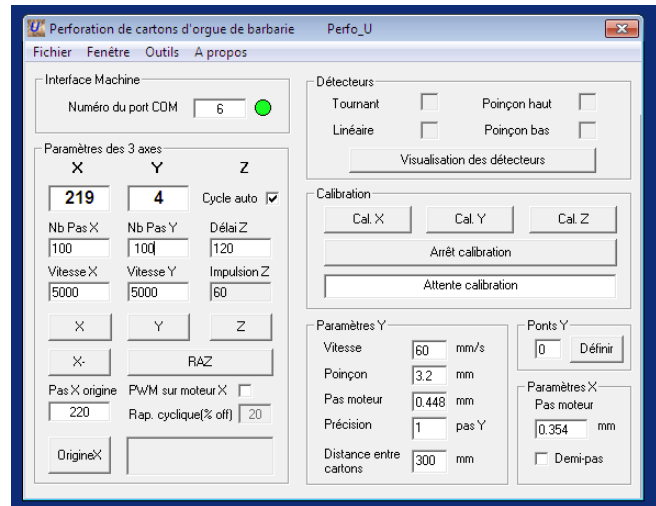 Perforation de cartons d'orgue de barbarie Perfo_U
Fichier Fenêtre Outils A propos
Interface Machine
Numéro du port COM 6
Paramètres des 3 axes
X Y Z
219 4 Cycle auto
Nb Pas X Nb Pas Y Délai Z
100 100 120
Vitesse X Vitesse Y Impulsion Z
5000 5000 60
X Y Z
X- RAZ
Pas X origine PWM sur moteur X
220 Rap. cyclique(% off) 20
OrigineX
Détecteurs
Tournant Poinçon haut
Linéaire Poinçon bas
Visualisation des détecteurs
Calibration
Cal. X Cal. Y Cal. Z
Arrêt calibration
Attente calibration
Paramètres Y
Vitesse 60 mm/s
Poinçon 3.2 mm
Pas moteur 0.448 mm
Précision 1 pas Y
Distance entre
cartons 300 mm
Ponts Y
0 Définir
Paramètres X
Pas moteur
0.354 mm
Demi-pas